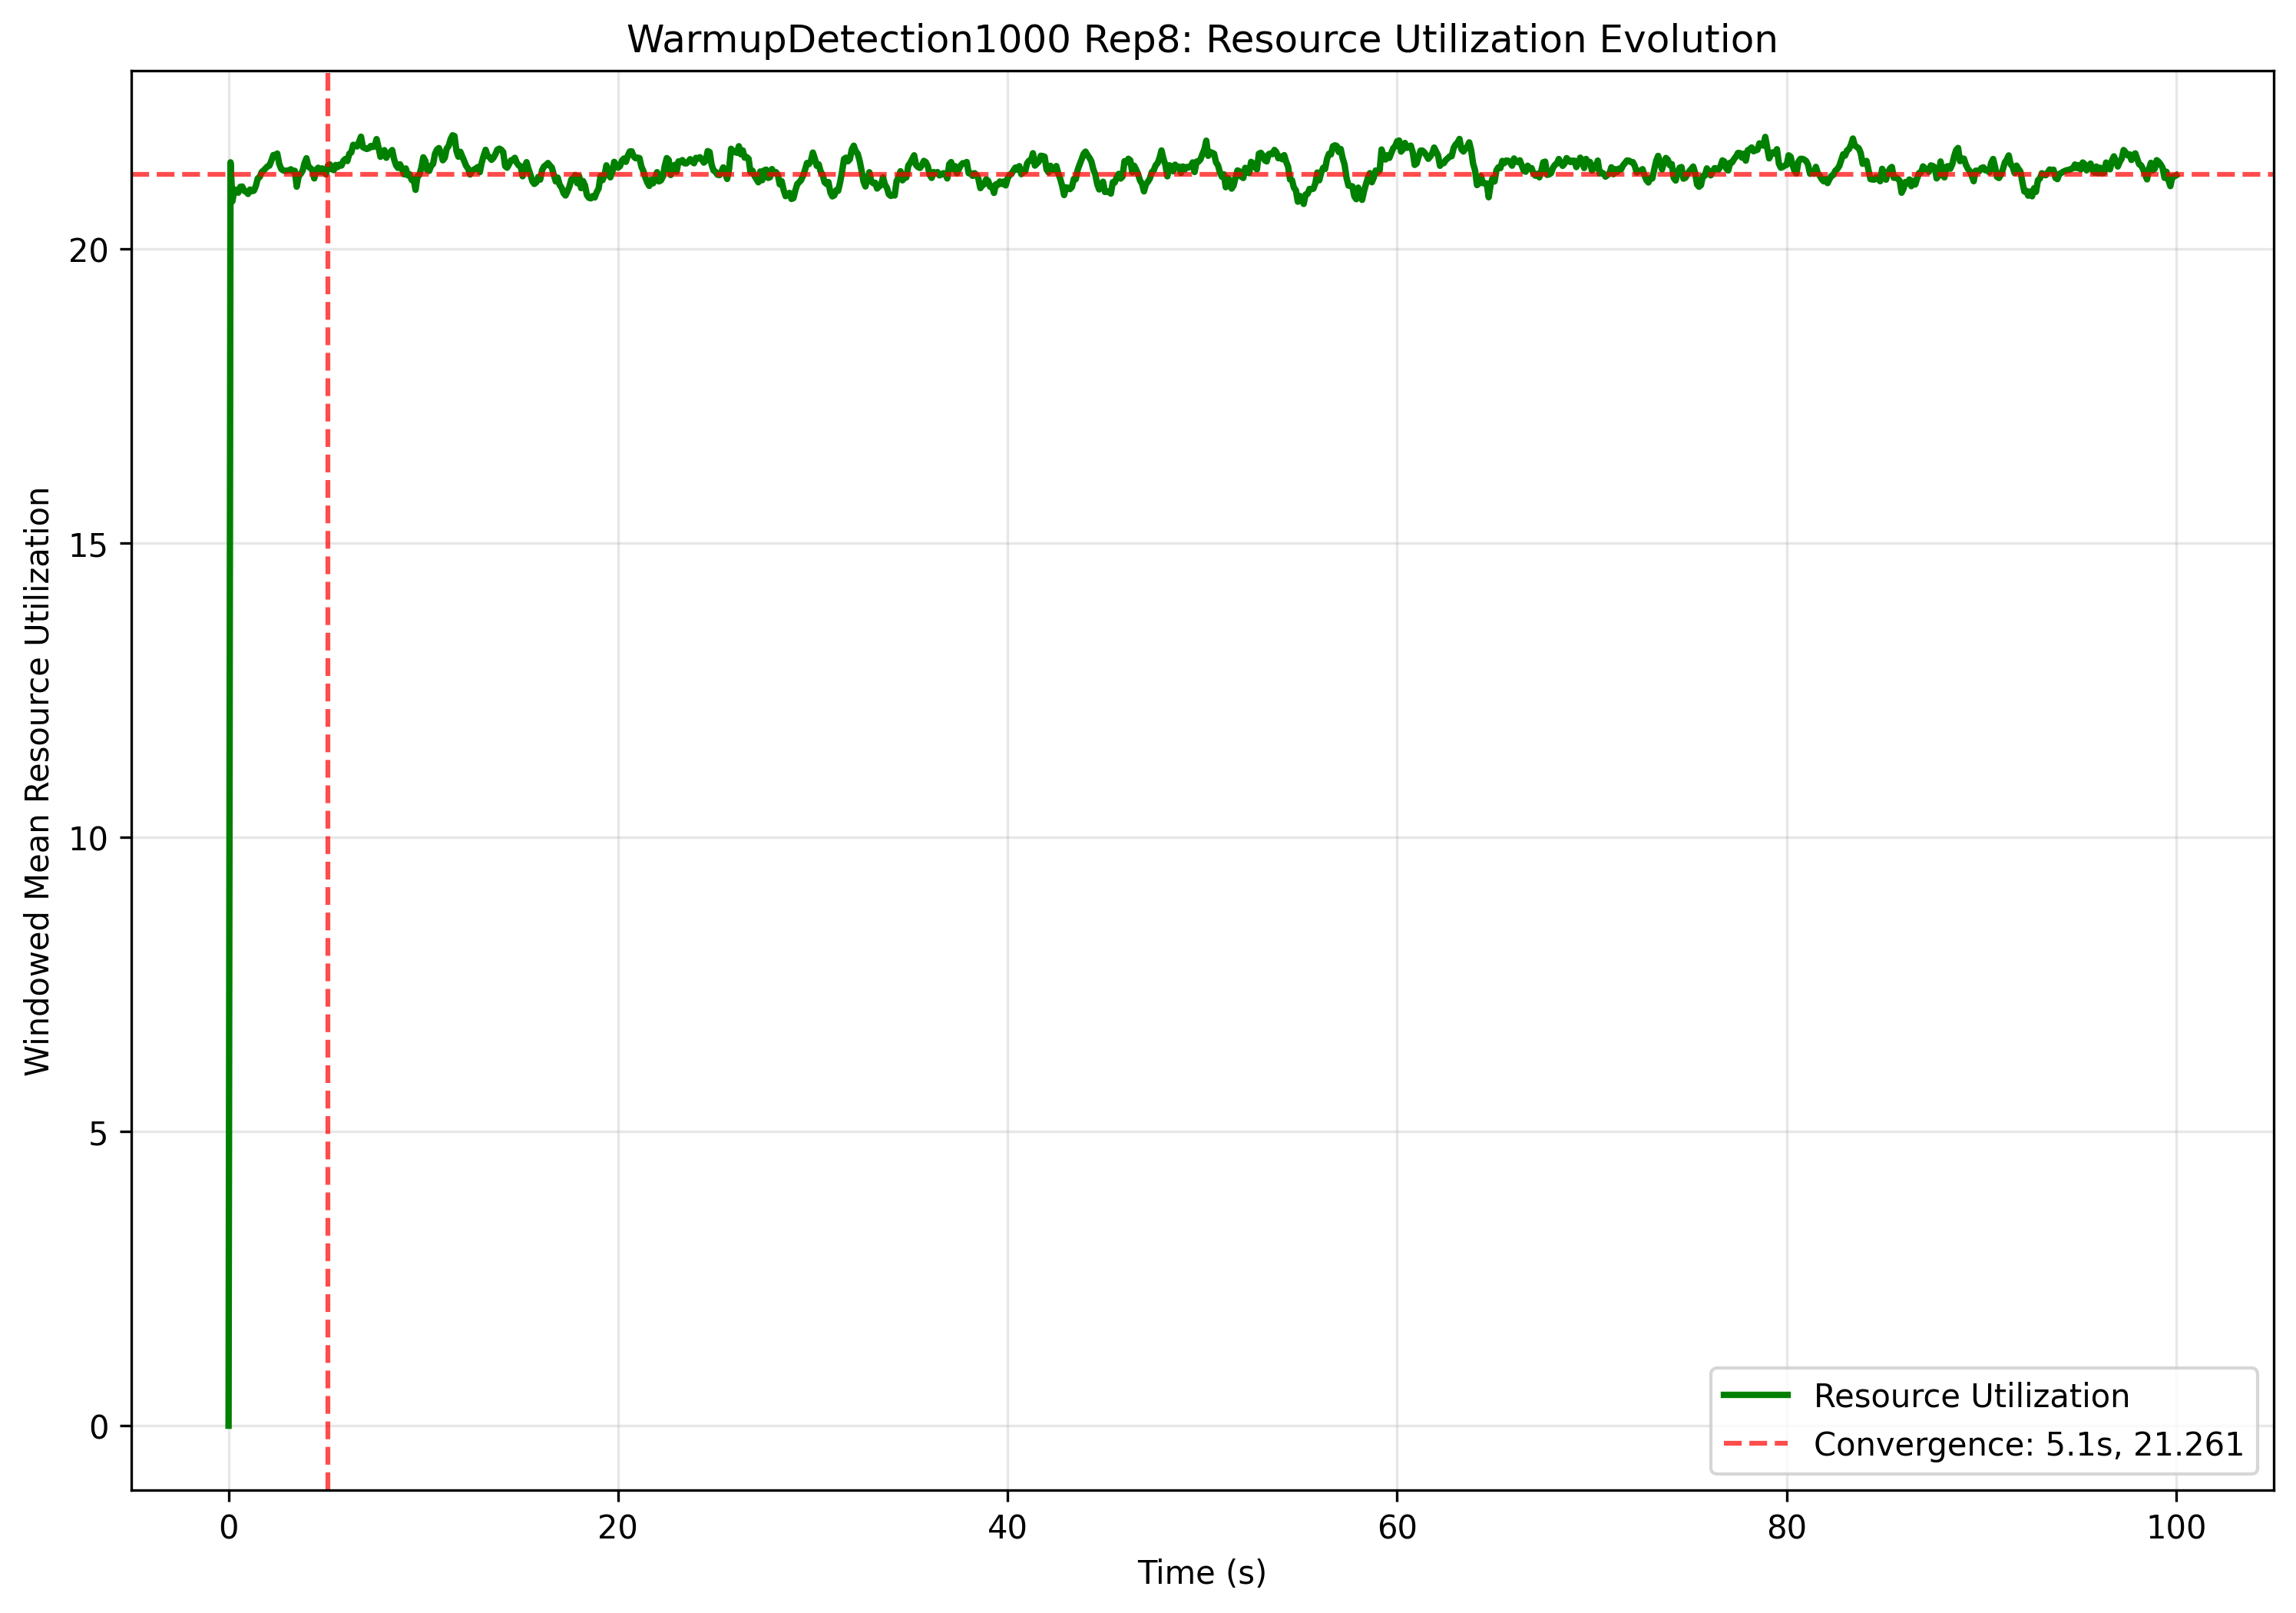 WarmupDetection1000 Rep8: Resource Utilization Evolution
Windowed Mean Resource Utilization
20
15
10
5
0
0 20 40 60 80 100
Time (s)
Resource Utilization
Convergence: 5.1s, 21.261